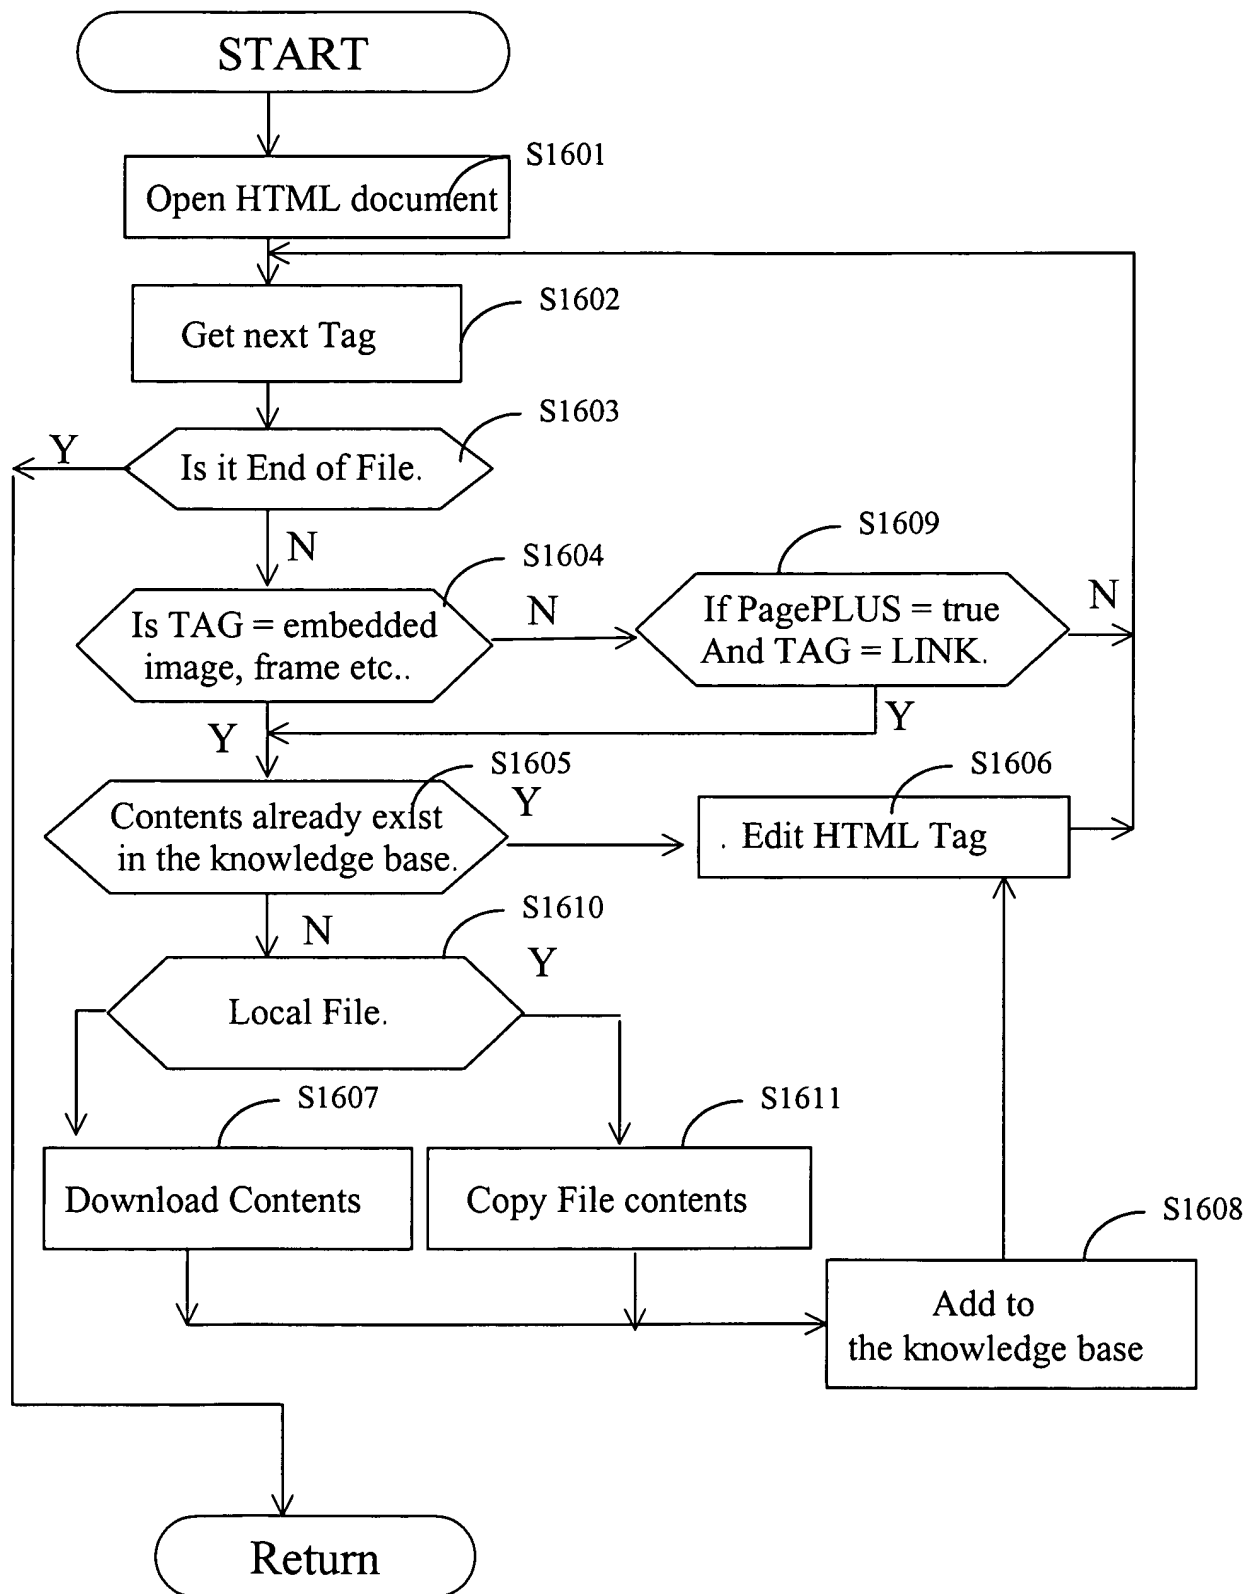 START
S1601
Open HTML document
S1602
Get next Tag
S1603
Y
Is it End of File.
N
S1604
S1609
Is TAG = embedded
image, frame etc..
N
If PagePLUS = true
And TAG = LINK.
N
Y
Y
S1605
S1606
Contents already exist
in the knowledge base.
Y
. Edit HTML Tag
N
S1610
Y
Local File.
S1607
S1611
Download Contents
Copy File contents
S1608
Add to
the knowledge base
Return